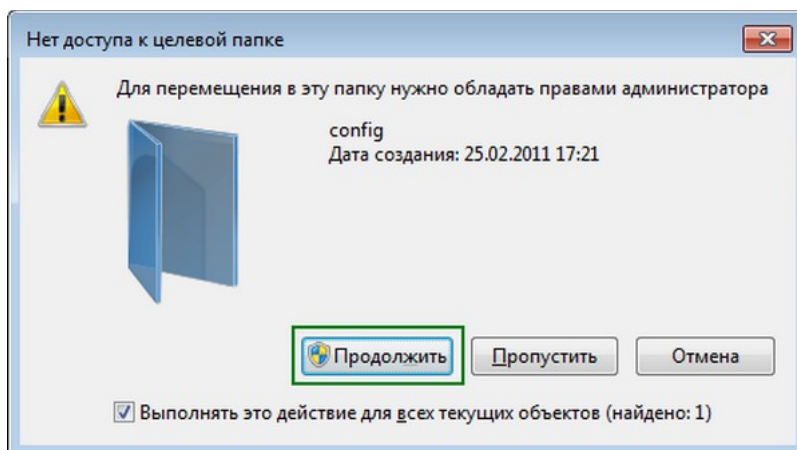 Нет доступа к целевой папке
Для перемещения в эту папку нужно обладать правами администратора
config
Дата создания: 25.02.2011 17:21
Продолжить Пропустить Отмена
Выполнять это действие для всех текущих объектов (найдено: 1)